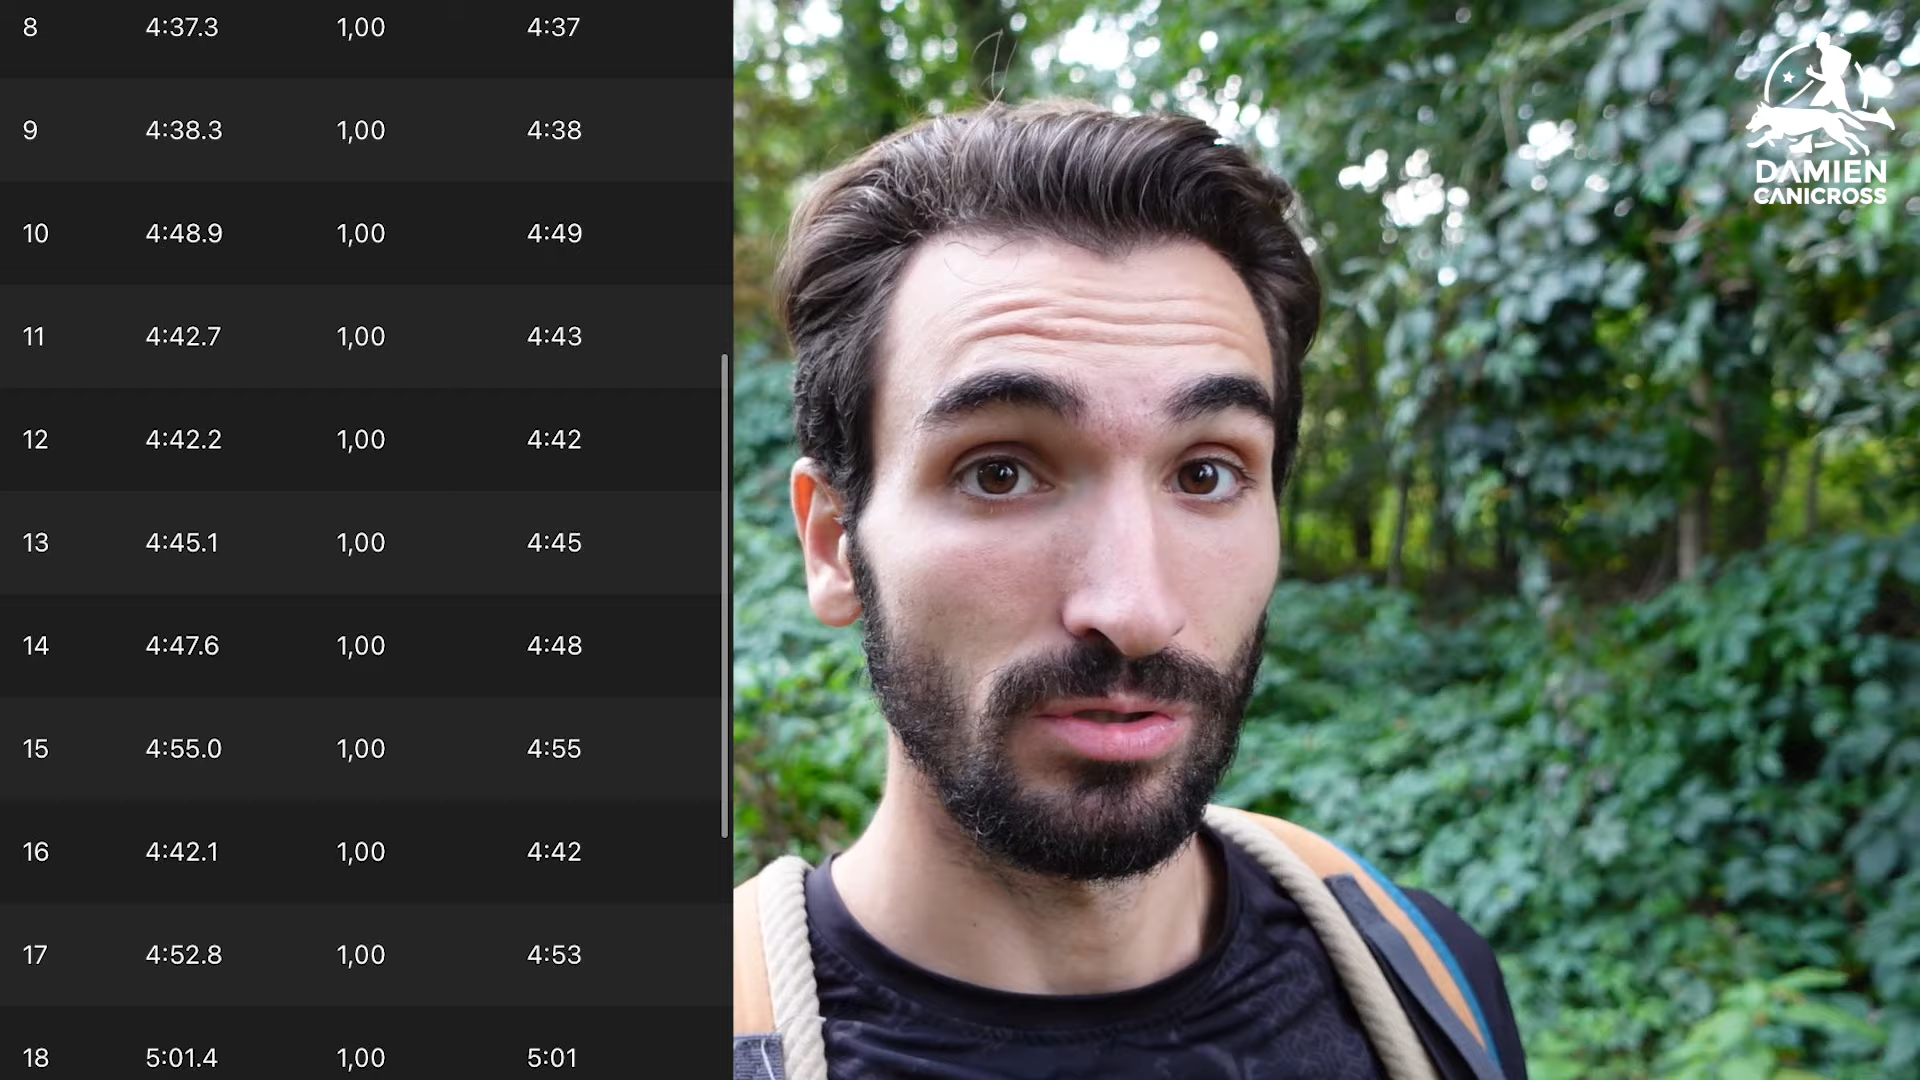 8 4:37.3 1,00 4:37
9 4:38.3 1,00 4:38
10 4:48.9 1,00 4:49
11 4:42.7 1,00 4:43
12 4:42.2 1,00 4:42
13 4:45.1 1,00 4:45
14 4:47.6 1,00 4:48
15 4:55.0 1,00 4:55
16 4:42.1 1,00 4:42
17 4:52.8 1,00 4:53
18 5:01.4 1,00 5:01
DAMIEN
CANICROSS